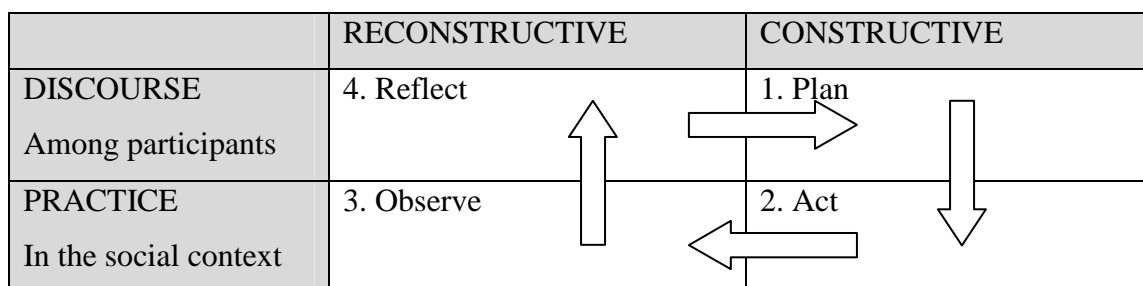 RECONSTRUCTIVE
CONSTRUCTIVE
DISCOURSE
Among participants
4. Reflect
1. Plan
PRACTICE
In the social context
3. Observe
2. Act